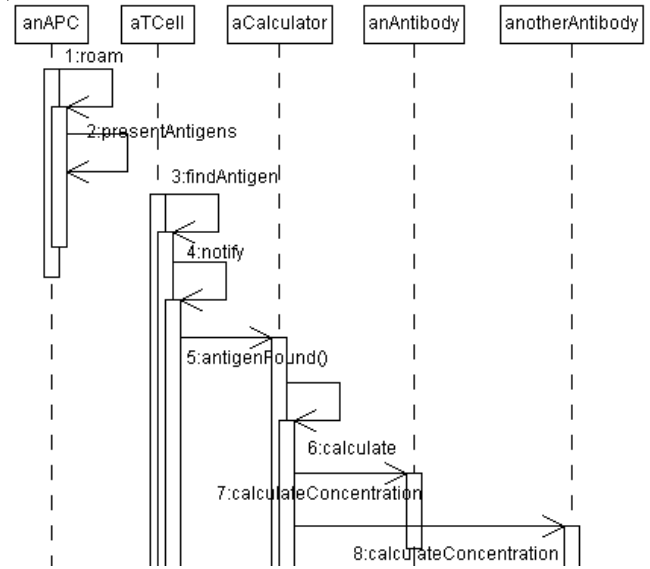 anAPC
aTCell
aCalculator
anAntibody
anotherAntibody
1:roam
2:presentAntigens
3:findAntigen
4:notify
5:antigenFound()
6:calculate
7:calculateConcentration
8:calculateConcentration